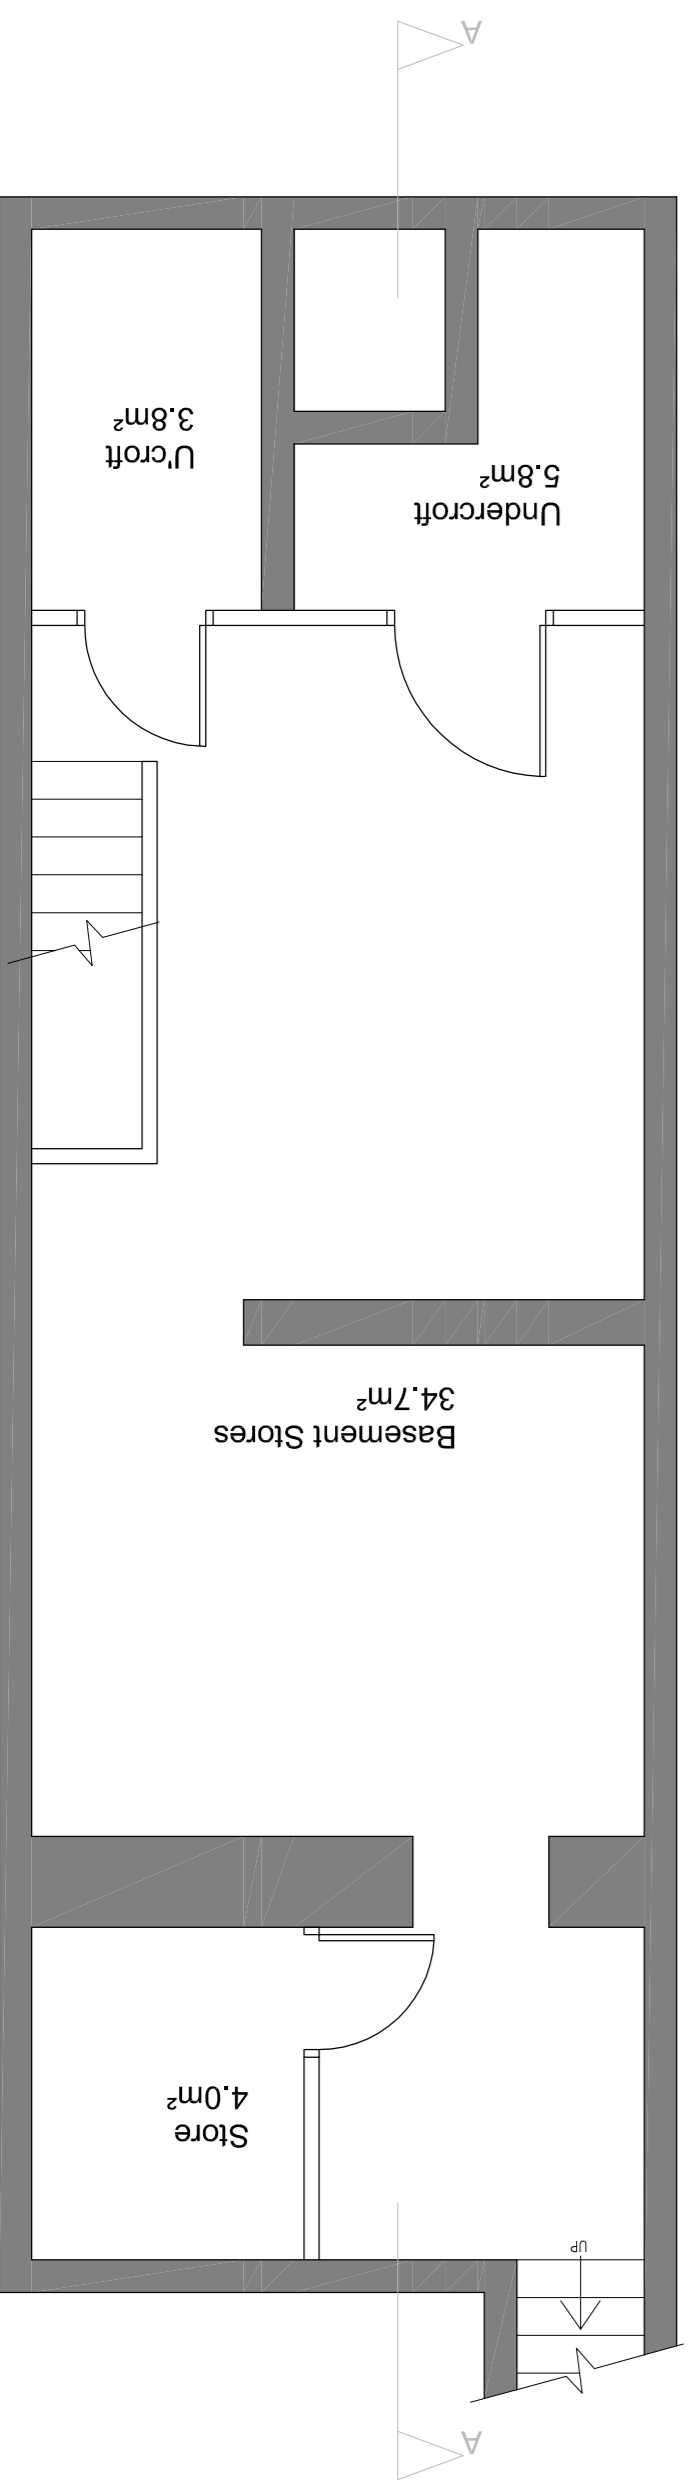 A
UP
Store
4.0m²
Basement Stores
34.7m²
Undercroft
5.8m²
U'croft
3.8m²
A